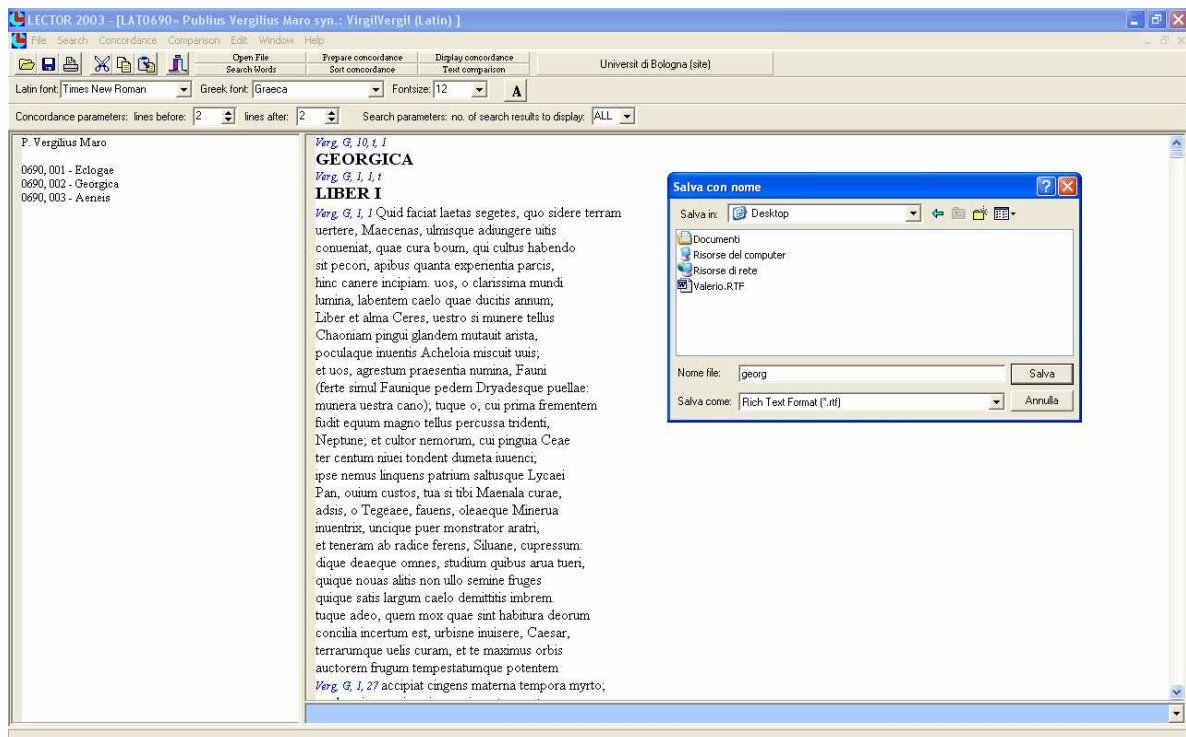 LECTOR 2003 - [LAT0690= Publius Vergilius Maro syn.: VirgilVergil (Latin) ]
File Search Concordance Comparison Edit Window Help
Open File Prepare concordance Display concordance
Search Words Sort concordance Text comparison
Universit di Bologna (site)
Latin font: Times New Roman Greek font: Graeca Fontsize: 12 A
Concordance parameters: lines before: 2 lines after: 2 Search parameters: no. of search results to display: ALL
P. Vergilius Maro
0690, 001 - Eclogae
0690, 002 - Georgica
0690, 003 - Aeneis
Verg, G, 10, t, 1
GEORGICA
Verg, G, 1, 1, t
LIBER I
Verg, G, 1, 1 Quid faciat laetas segetes, quo sidere terram
uertere, Maecenas, ulmisque adiungere uitis
conueniat, quae cura boum, qui cultus habendo
sit pecori, apibus quanta experientia parcis,
hinc canere incipiam. uos, o clarissima mundi
lumina, labentem caelo quae ducitis annum;
Liber et alma Ceres, uestro si munere tellus
Chaoniam pingui glandem mutauit arista,
poculaque inuentis Acheloia miscuit uuis;
et uos, agrestum praesentia numina, Fauni
(ferte simul Faunique pedem Dryadesque puellae:
munera uestra cano); tuque o, cui prima frementem
fudit equum magno tellus percussa tridenti,
Neptune; et cultor nemorum, cui pinguia Ceae
ter centum niuei tondent dumeta iuuenci;
ipse nemus linquens patrium saltusque Lycaei
Pan, ouium custos, tua si tibi Maenala curae,
adsis, o Tegeaee, fauens, oleaeque Minerua
inuentrix, uncique puer monstrator aratri,
et teneram ab radice ferens, Siluane, cupressum:
dique deaeque omnes, studium quibus arua tueri,
quique nouas alitis non ullo semine fruges
quique satis largum caelo demittitis imbrem.
tuque adeo, quem mox quae sint habitura deorum
concilia incertum est, urbisne inuisere, Caesar,
terrarumque uelis curam, et te maximus orbis
auctorem frugum tempestatumque potentem
Verg, G, 1, 27 accipiat cingens materna tempora myrto;
Salva con nome
Salva in: Desktop
Documenti
Risorse del computer
Risorse di rete
Valerio.RTF
Nome file: georg Salva
Salva come: Rich Text Format (*.rtf) Annulla